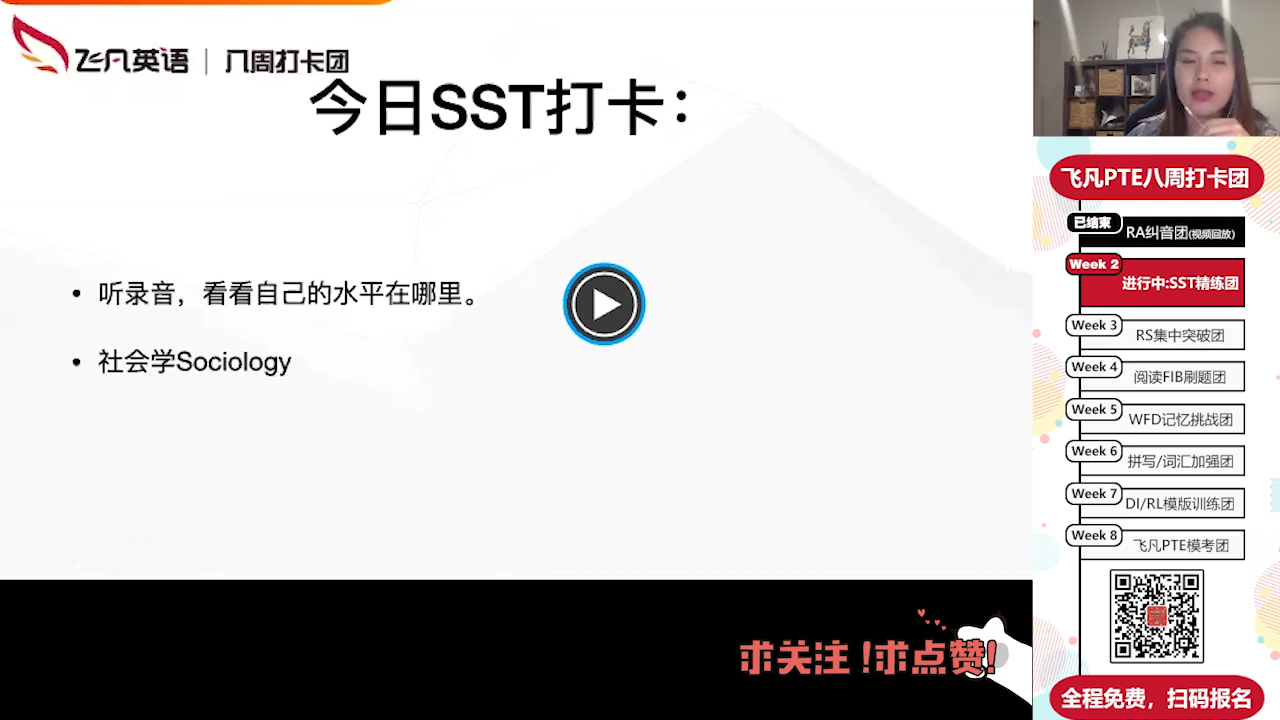 飞凡英语 | 八周打卡团
今日SST打卡：
• 听录音，看看自己的水平在哪里。
• 社会学Sociology
求关注！求点赞！
飞凡PTE八周打卡团
已结束
RA纠音团(视频回放)
Week 2
进行中:SST精练团
Week 3
RS集中突破团
Week 4
阅读FIB刷题团
Week 5
WFD记忆挑战团
Week 6
拼写/词汇加强团
Week 7
DI/RL模版训练团
Week 8
飞凡PTE模考团
全程免费，扫码报名